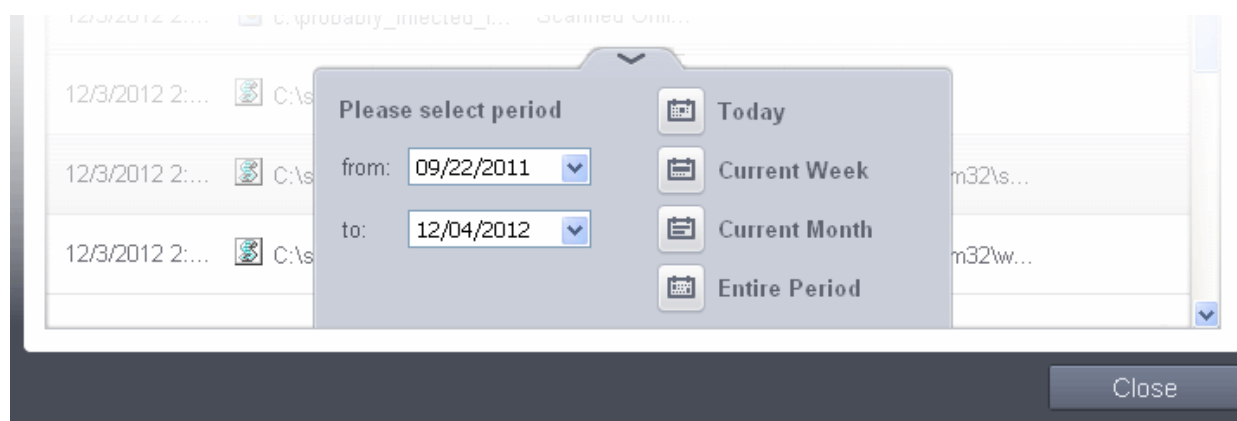 12/3/2012 2:... c:\probably_infected_f... Scanned Onli...
12/3/2012 2:... C:\s
12/3/2012 2:... C:\s m32\s...
12/3/2012 2:... C:\s m32\w...
Please select period
from: 09/22/2011
to: 12/04/2012
Today
Current Week
Current Month
Entire Period
Close